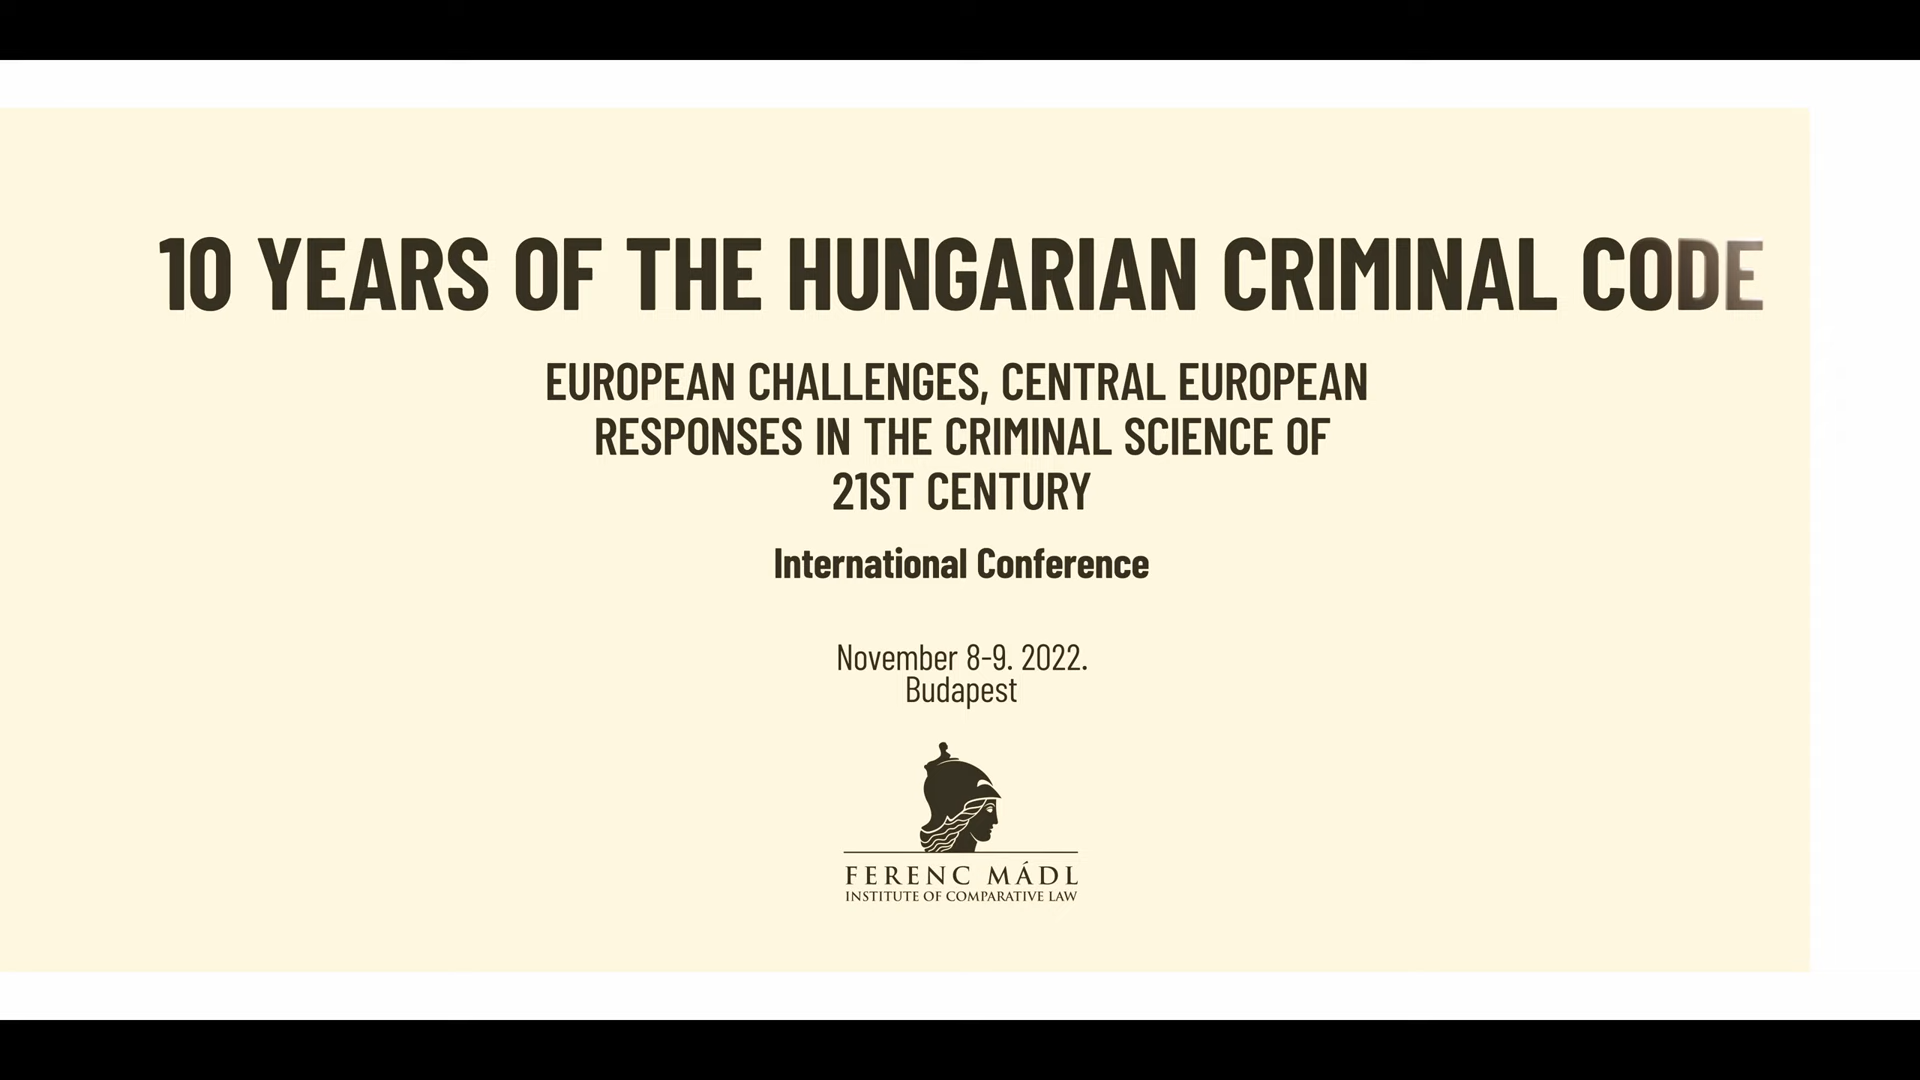 10 YEARS OF THE HUNGARIAN CRIMINAL CODE
EUROPEAN CHALLENGES, CENTRAL EUROPEAN
RESPONSES IN THE CRIMINAL SCIENCE OF
21ST CENTURY
International Conference
November 8-9. 2022.
Budapest
FERENC MÁDL
INSTITUTE OF COMPARATIVE LAW